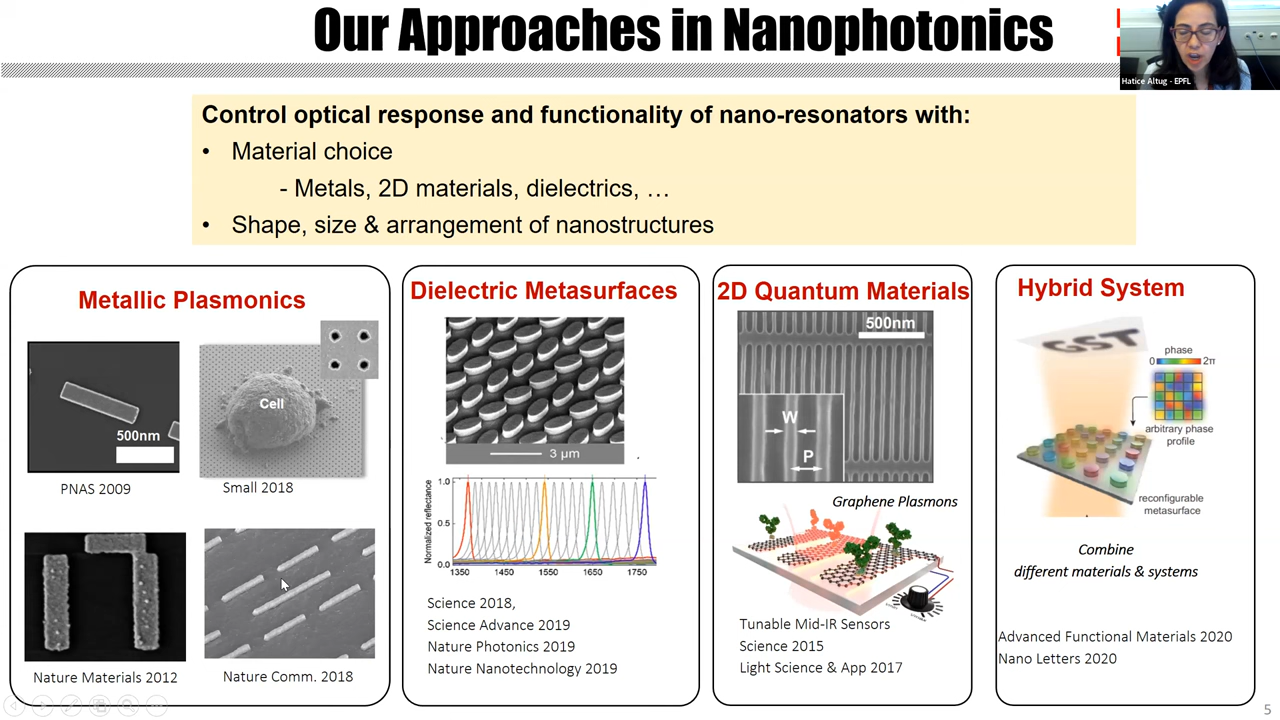 Our Approaches in Nanophotonics
Hatice Altug - EPFL
Control optical response and functionality of nano-resonators with:
• Material choice
- Metals, 2D materials, dielectrics, …
• Shape, size & arrangement of nanostructures
Metallic Plasmonics
500nm
PNAS 2009
Cell
Small 2018
Nature Materials 2012
Nature Comm. 2018
Dielectric Metasurfaces
3 µm
Normalized reflectance
1.0
0.5
0.0
1350 1450 1550 1650 1750
Science 2018,
Science Advance 2019
Nature Photonics 2019
Nature Nanotechnology 2019
2D Quantum Materials
500nm
W
P
Graphene Plasmons
Tunable Mid-IR Sensors
Science 2015
Light Science & App 2017
Hybrid System
GST
phase
0 2π
arbitrary phase
profile
reconfigurable
metasurface
Combine
different materials & systems
Advanced Functional Materials 2020
Nano Letters 2020
5